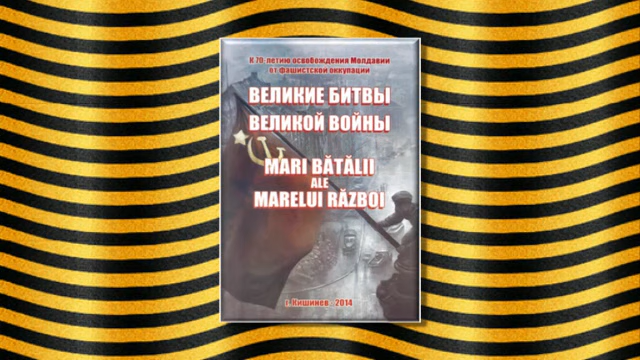 К 70-летию освобождения Молдавии
от фашистской оккупации
ВЕЛИКИЕ БИТВЫ
ВЕЛИКОЙ ВОЙНЫ
MARI BĂTĂLII
ALE
MARELUI RĂZBOI
г. Кишинев - 2014